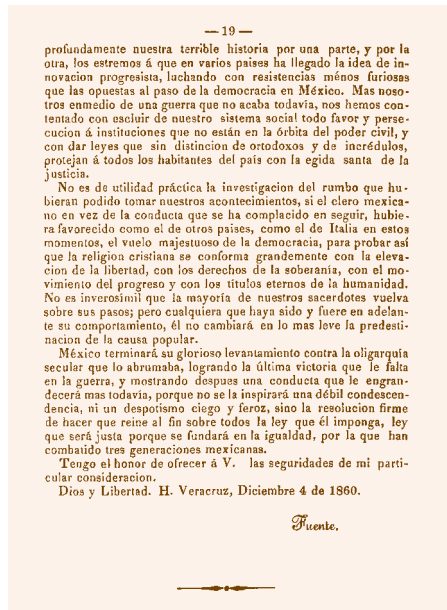 — 19 —
profundamente nuestra terrible historia por una parte, y por la
otra, los estremos á que en varios paises ha llegado la idea de in-
novacion progresista, luchando con resistencias ménos furiosas
que las opuestas al paso de la democracia en México. Mas noso-
tros enmedio de una guerra que no acaba todavía, nos hemos con-
tentado con escluir de nuestro sistema social todo favor y perse-
cucion á instituciones que no están en la órbita del poder civil, y
con dar leyes que sin distincion de ortodoxos y de incrédulos,
protejan á todos los habitantes del país con la egida santa de la
justicia.
No es de utilidad práctica la investigacion del rumbo que hu-
bieran podido tomar nuestros acontecimientos, si el clero mexica-
no en vez de la conducta que se ha complacido en seguir, hubie-
ra favorecido como el de otros paises, como el de Italia en estos
momentos, el vuelo majestuoso de la democracia, para probar así
que la religion cristiana se conforma grandemente con la eleva-
cion de la libertad, con los derechos de la soberanía, con el mo-
vimiento del progreso y con los títulos eternos de la humanidad.
No es inverosimil que la mayoría de nuestros sacerdotes vuelva
sobre sus pasos; pero cualquiera que haya sido y fuere en adelan-
te su comportamiento, él no cambiará en lo mas leve la predesti-
nacion de la causa popular.
México terminará su glorioso levantamiento contra la oligarquía
secular que lo abrumaba, logrando la última victoria que le falta
en la guerra, y mostrando despues una conducta que le engran-
decerá mas todavía, porque no se la inspirará una débil condescen-
dencia, ni un despotismo ciego y feroz, sino la resolucion firme
de hacer que reine al fin sobre todos la ley que él imponga, ley
que será justa porque se fundará en la igualdad, por la que han
combatido tres generaciones mexicanas.
Tengo el honor de ofrecer á V. las seguridades de mi parti-
cular consideracion.
Dios y Libertad. H. Veracruz, Diciembre 4 de 1860.
Fuente.